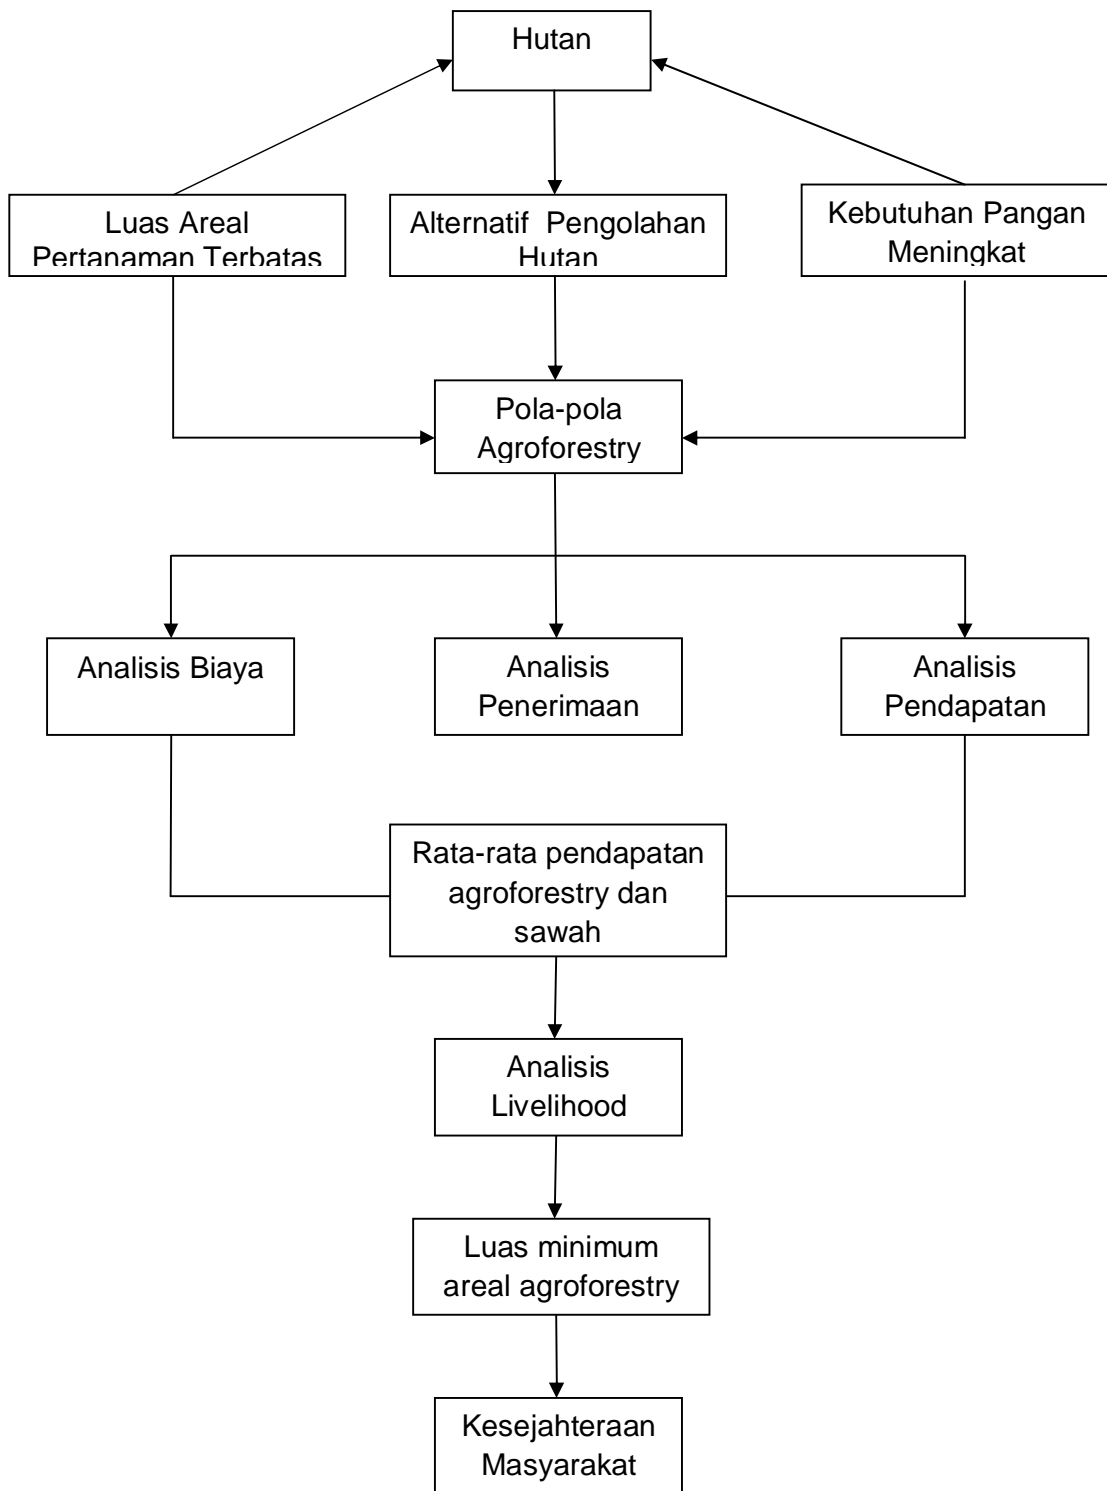 Hutan
Luas Areal
Pertanaman Terbatas
Alternatif Pengolahan
Hutan
Kebutuhan Pangan
Meningkat
Pola-pola
Agroforestry
Analisis Biaya
Analisis
Penerimaan
Analisis
Pendapatan
Rata-rata pendapatan
agroforestry dan
sawah
Analisis
Livelihood
Luas minimum
areal agroforestry
Kesejahteraan
Masyarakat